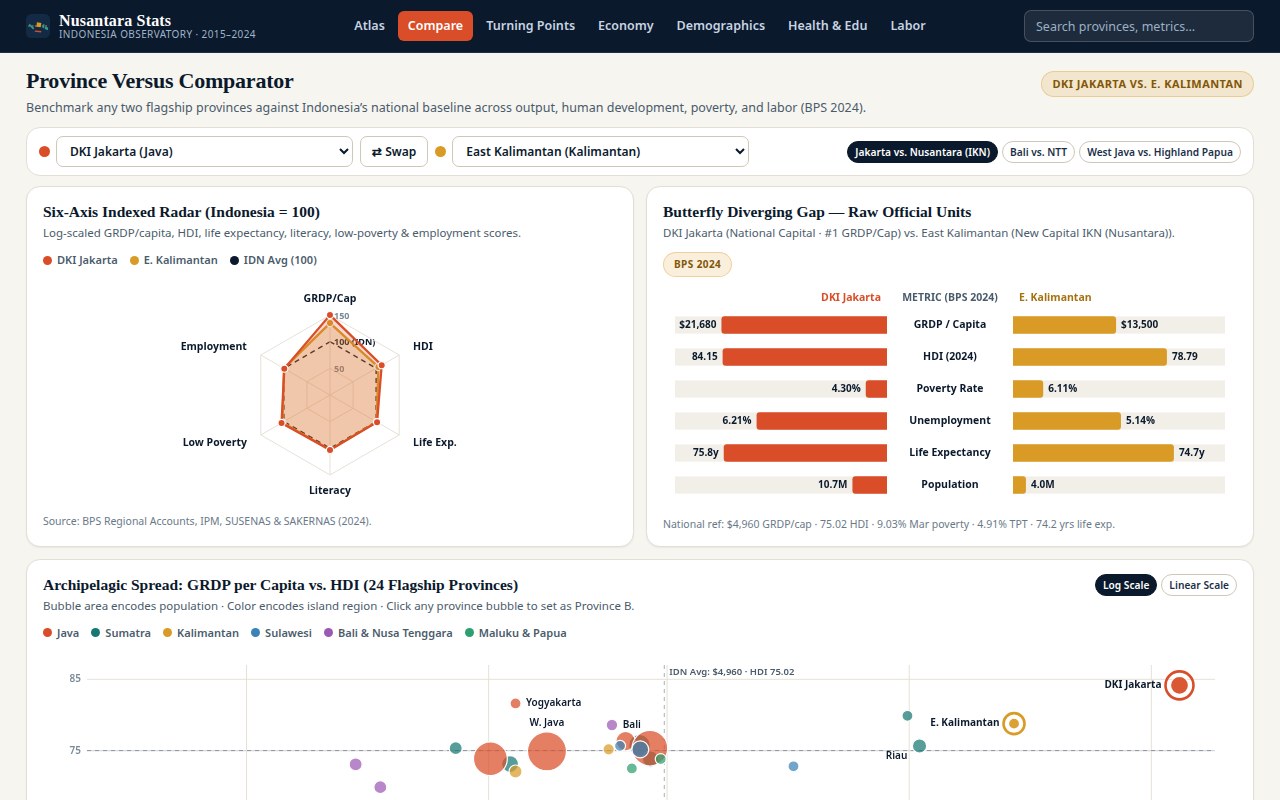 Nusantara Stats
INDONESIA OBSERVATORY · 2015–2024
Atlas Compare Turning Points Economy Demographics Health & Edu Labor
Search provinces, metrics...
Province Versus Comparator
Benchmark any two flagship provinces against Indonesia's national baseline across output, human development, poverty, and labor (BPS 2024).
DKI JAKARTA VS. E. KALIMANTAN
DKI Jakarta (Java)
⇄ Swap
East Kalimantan (Kalimantan)
Jakarta vs. Nusantara (IKN) Bali vs. NTT West Java vs. Highland Papua
Six-Axis Indexed Radar (Indonesia = 100)
Log-scaled GRDP/capita, HDI, life expectancy, literacy, low-poverty & employment scores.
DKI Jakarta E. Kalimantan IDN Avg (100)
GRDP/Cap
150
Employment
100 (IDN)
HDI
50
Low Poverty
Life Exp.
Literacy
Source: BPS Regional Accounts, IPM, SUSENAS & SAKERNAS (2024).
Butterfly Diverging Gap — Raw Official Units
DKI Jakarta (National Capital · #1 GRDP/Cap) vs. East Kalimantan (New Capital IKN (Nusantara)).
BPS 2024
DKI Jakarta METRIC (BPS 2024) E. Kalimantan
$21,680 GRDP / Capita $13,500
84.15 HDI (2024) 78.79
4.30% Poverty Rate 6.11%
6.21% Unemployment 5.14%
75.8y Life Expectancy 74.7y
10.7M Population 4.0M
National ref: $4,960 GRDP/cap · 75.02 HDI · 9.03% Mar poverty · 4.91% TPT · 74.2 yrs life exp.
Archipelagic Spread: GRDP per Capita vs. HDI (24 Flagship Provinces)
Bubble area encodes population · Color encodes island region · Click any province bubble to set as Province B.
Log Scale Linear Scale
Java Sumatra Kalimantan Sulawesi Bali & Nusa Tenggara Maluku & Papua
IDN Avg: $4,960 · HDI 75.02
85
DKI Jakarta
Yogyakarta
W. Java
Bali
E. Kalimantan
75
Riau